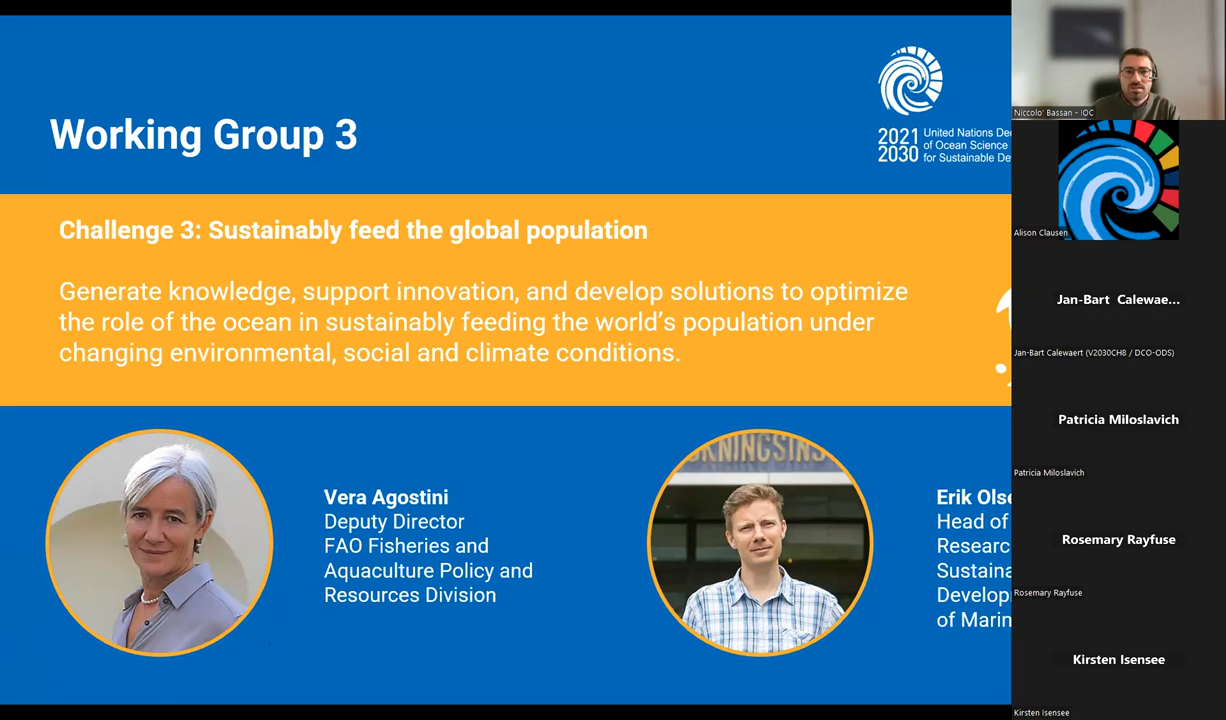 Working Group 3
2021
2030
United Nations De
of Ocean Science
for Sustainable De
Challenge 3: Sustainably feed the global population
Generate knowledge, support innovation, and develop solutions to optimize
the role of the ocean in sustainably feeding the world’s population under
changing environmental, social and climate conditions.
Vera Agostini
Deputy Director
FAO Fisheries and
Aquaculture Policy and
Resources Division
Erik Olse
Head of
Researc
Sustaina
Develop
of Marin
Niccolo' Bassan - IOC
Alison Clausen
Jan-Bart Calewae...
Jan-Bart Calewaert (V2030CH8 / DCO-ODS)
Patricia Miloslavich
Patricia Miloslavich
Rosemary Rayfuse
Rosemary Rayfuse
Kirsten Isensee
Kirsten Isensee